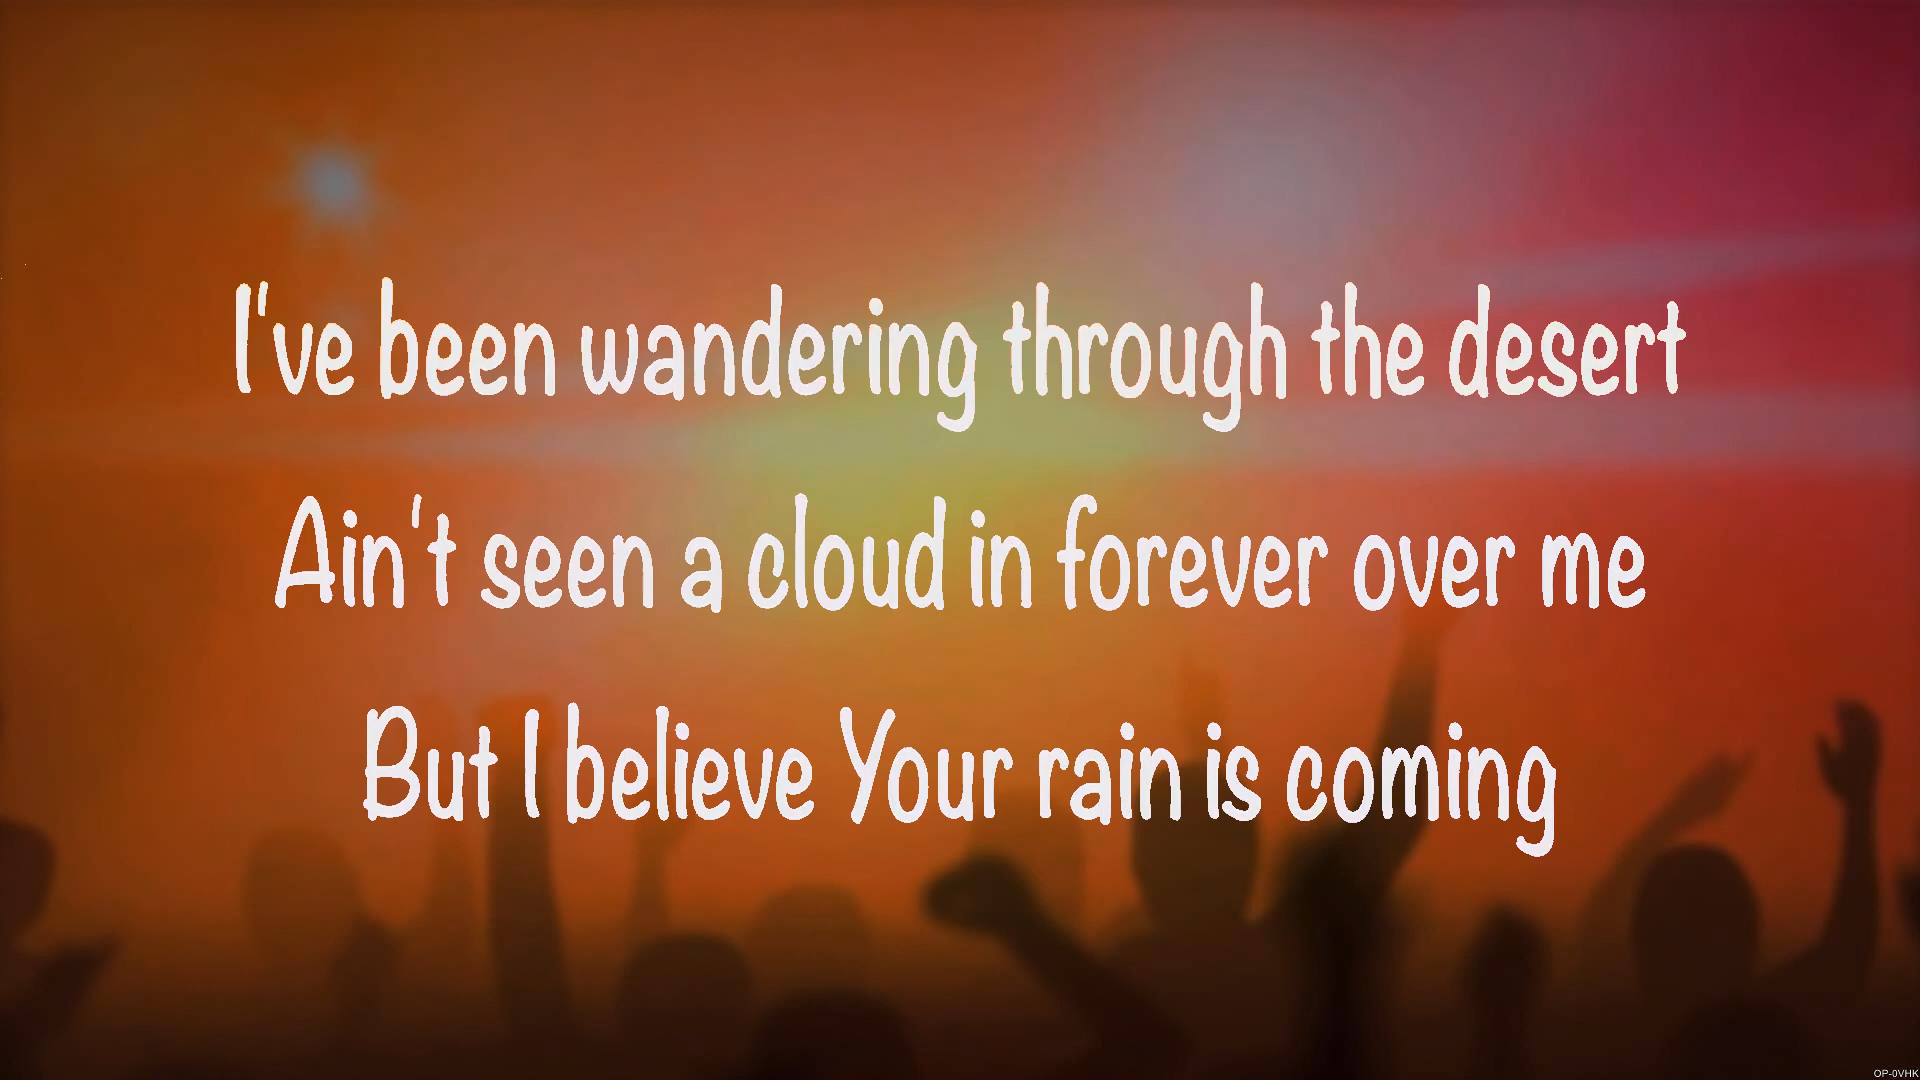 I've been wandering through the desert
Ain't seen a cloud in forever over me
But I believe Your rain is coming
OP-0VHK